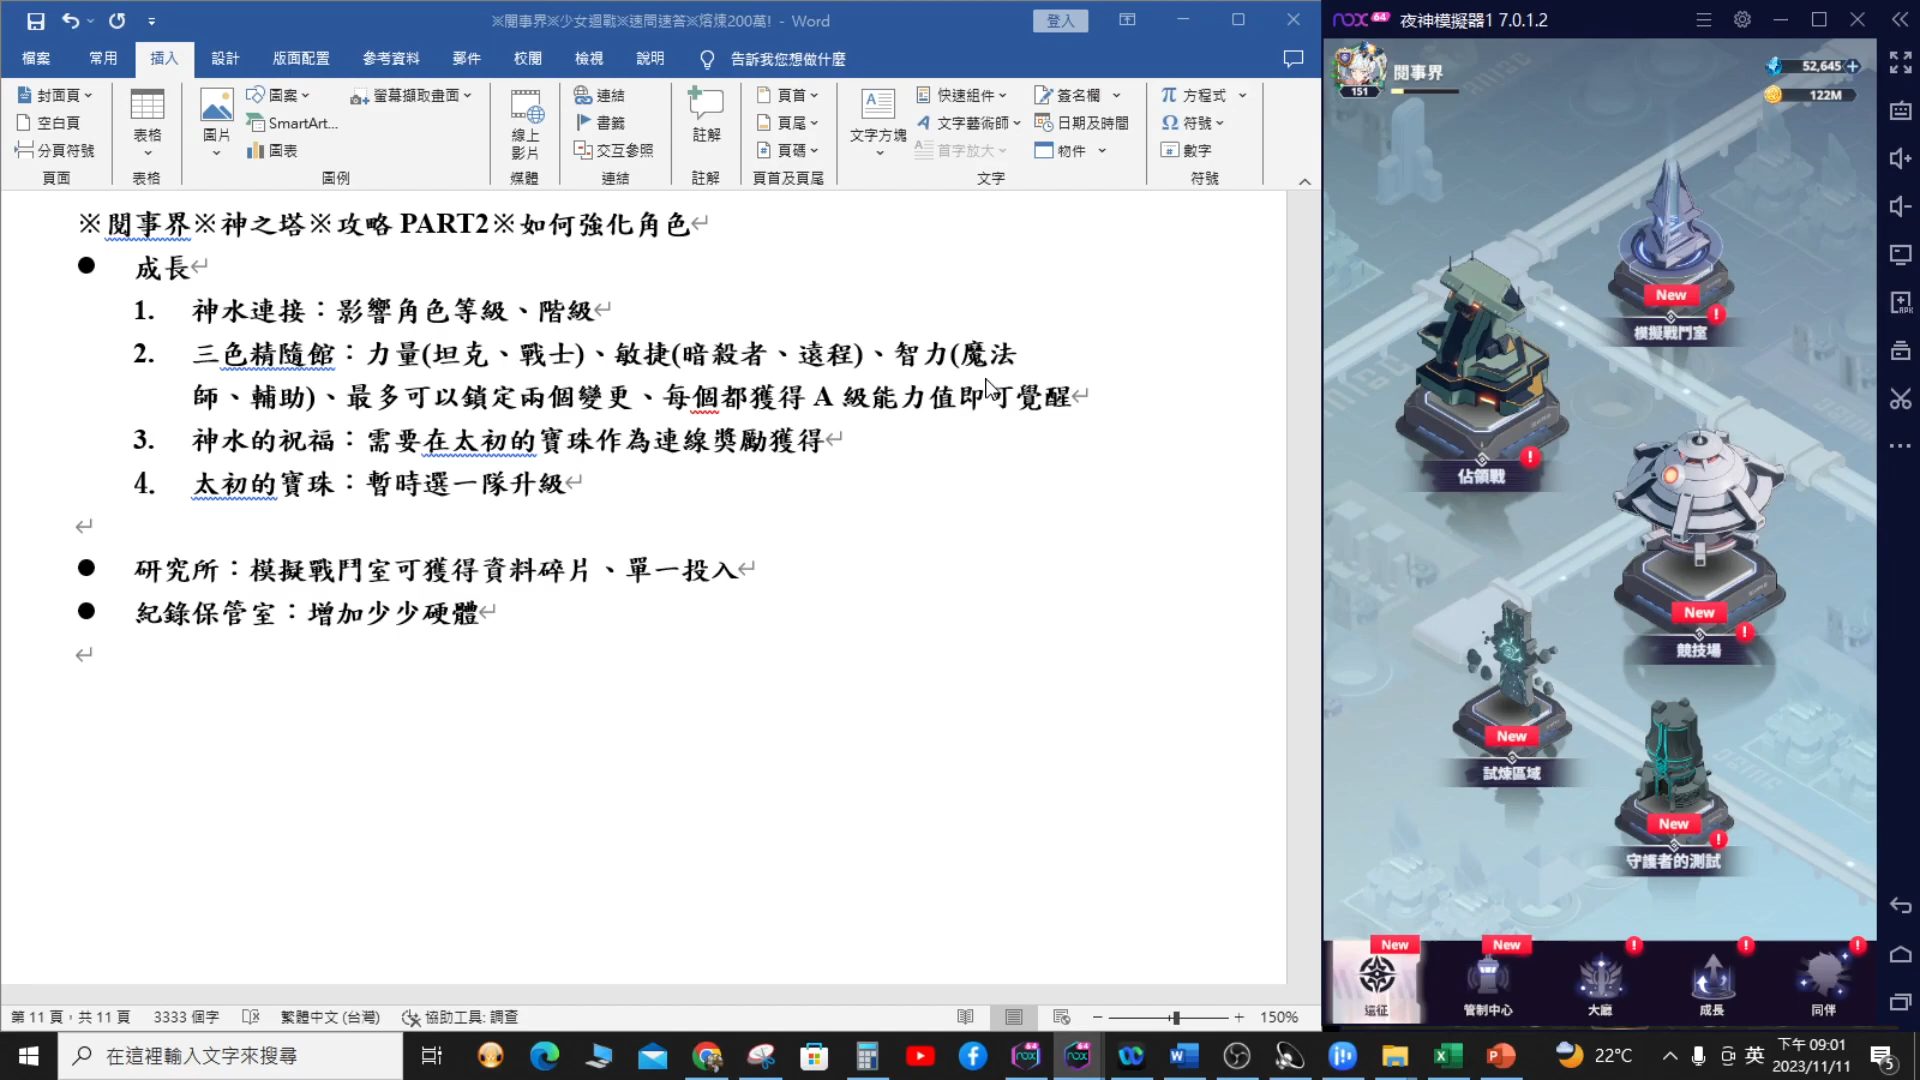 ※閱事界※少女迴戰※速問速答※熔煉200萬! - Word
登入
檔案 常用 插入 設計 版面配置 參考資料 郵件 校閱 檢視 說明 告訴我您想做什麼
封面頁
空白頁
分頁符號
頁面
表格
表格
圖片
圖案
SmartArt...
圖表
螢幕擷取畫面
圖例
線上
影片
媒體
連結
書籤
交互參照
連結
註解
註解
頁首
頁尾
頁碼
頁首及頁尾
文字方塊
快速組件
文字藝術師
首字放大
簽名欄
日期及時間
物件
文字
π 方程式
Ω 符號
數字
符號
※閱事界※神之塔※攻略 PART2※如何強化角色
● 成長
1. 神水連接：影響角色等級、階級
2. 三色精隨館：力量(坦克、戰士)、敏捷(暗殺者、遠程)、智力(魔法
師、輔助)、最多可以鎖定兩個變更、每個都獲得 A 級能力值即可覺醒
3. 神水的祝福：需要在太初的寶珠作為連線獎勵獲得
4. 太初的寶珠：暫時選一隊升級
● 研究所：模擬戰鬥室可獲得資料碎片、單一投入
● 紀錄保管室：增加少少硬體
第 11 頁，共 11 頁 3333 個字 繁體中文 (台灣) 協助工具: 調查
150%
nox 64 夜神模擬器1 7.0.1.2
閱事界
151
52,645
122M
New
模擬戰鬥室
佔領戰
New
競技場
New
試煉區域
New
守護者的測試
New
遠征
New
管制中心
大廳
成長
同伴
在這裡輸入文字來搜尋
22°C
英
下午 09:01
2023/11/11
5